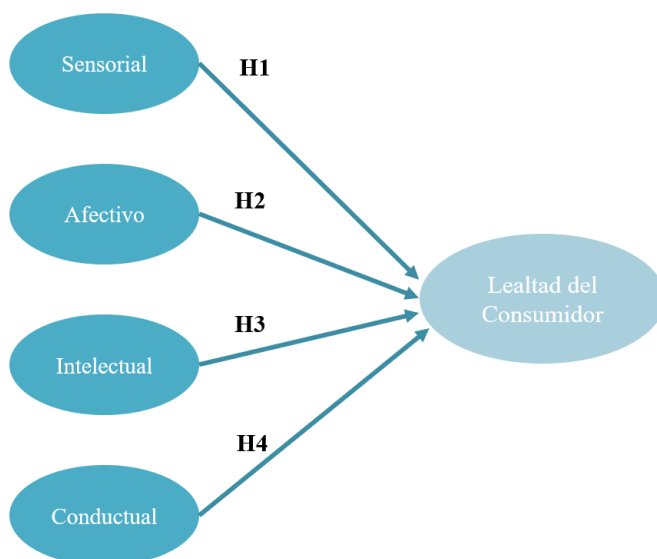 Sensorial
H1
Afectivo
H2
Lealtad del
Consumidor
H3
Intelectual
H4
Conductual